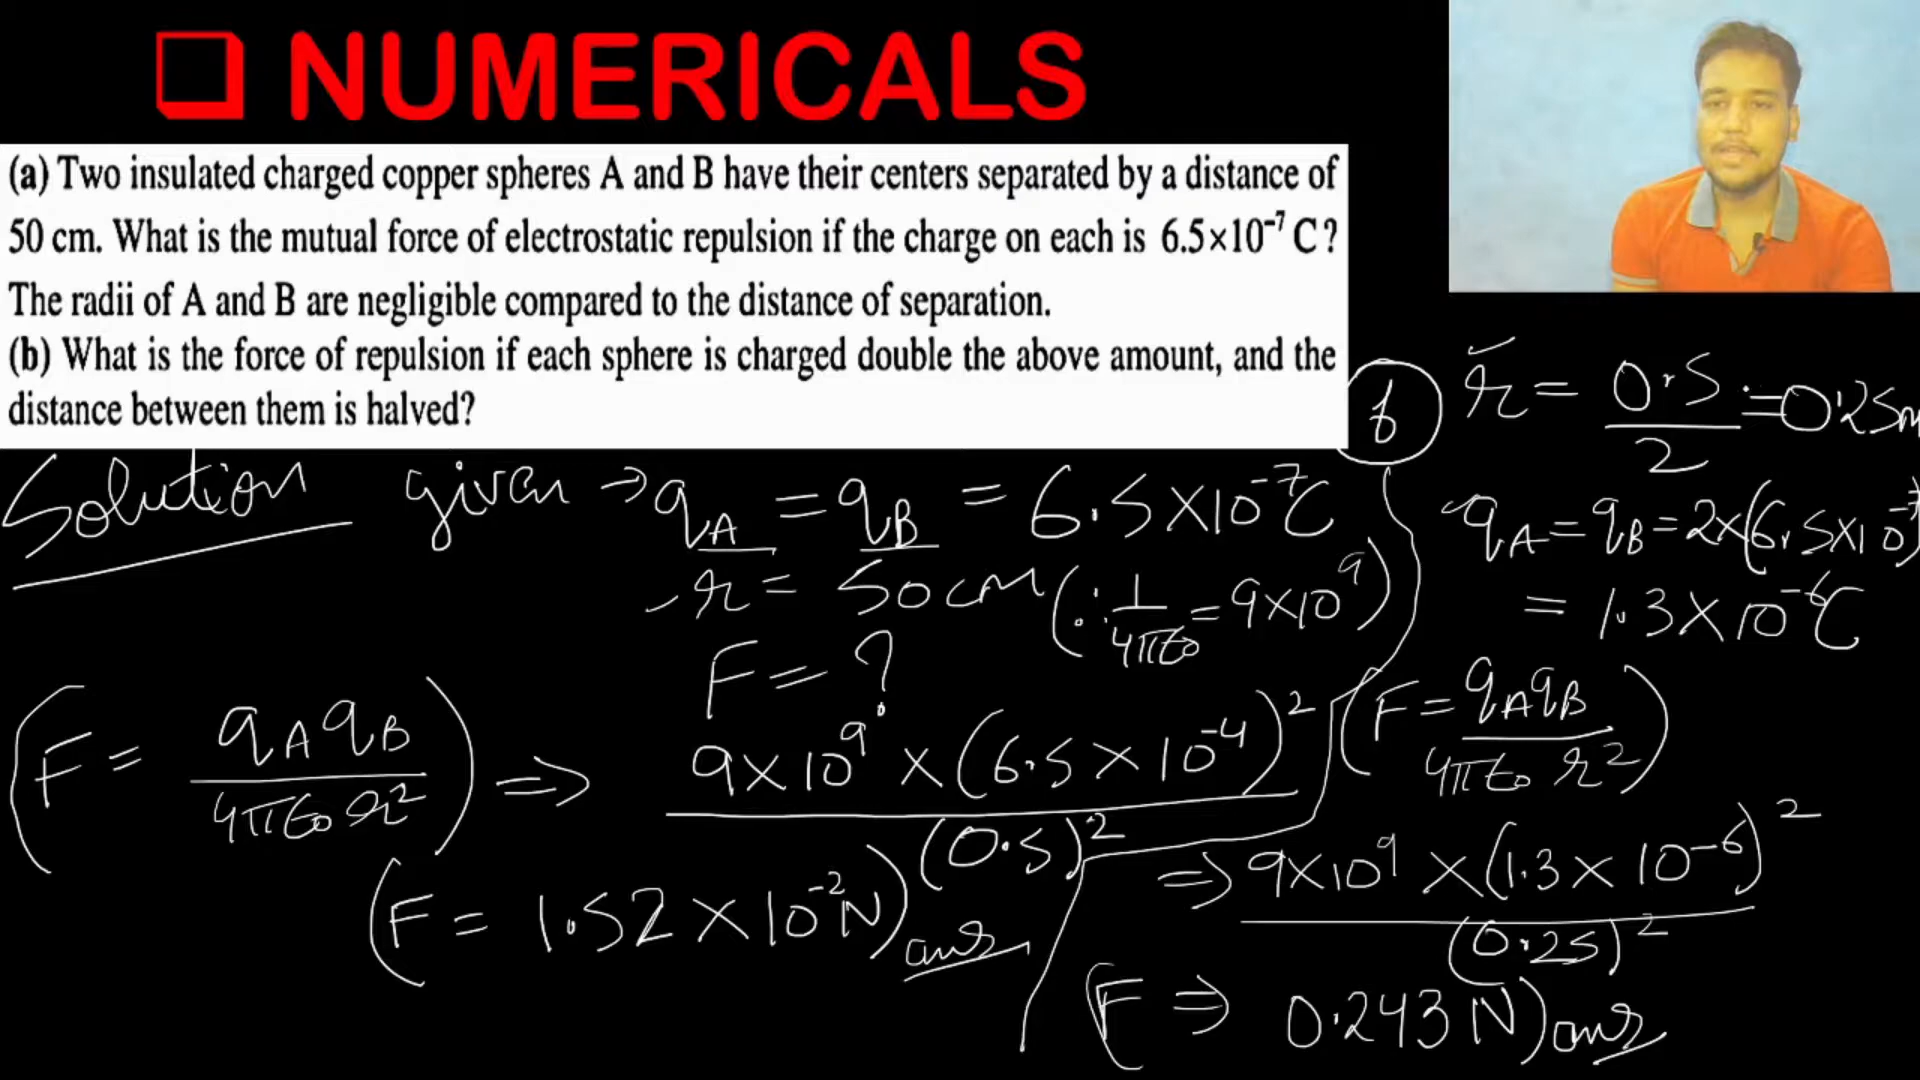 ❑ NUMERICALS
(a) Two insulated charged copper spheres A and B have their centers separated by a distance of
50 cm. What is the mutual force of electrostatic repulsion if the charge on each is 6.5×10⁻⁷ C?
The radii of A and B are negligible compared to the distance of separation.
(b) What is the force of repulsion if each sphere is charged double the above amount, and the
distance between them is halved?
Solution given ⇒ qA = qB = 6.5×10⁻⁷C
r = 50cm (∵ 1/4πε₀ = 9×10⁹)
F = ?
(F = qAqB/4πε₀r²) ⇒ 9×10⁹ × (6.5×10⁻⁴)²/(0.5)²
(F = 1.52×10⁻²N) ans
b r = 0.5/2 = 0.25m
qA = qB = 2×(6.5×10⁻⁷)
= 1.3×10⁻⁶C
(F = qAqB/4πε₀ r²)
⇒ 9×10⁹ × (1.3×10⁻⁶)²/(0.25)²
(F ⇒ 0.243N) ans